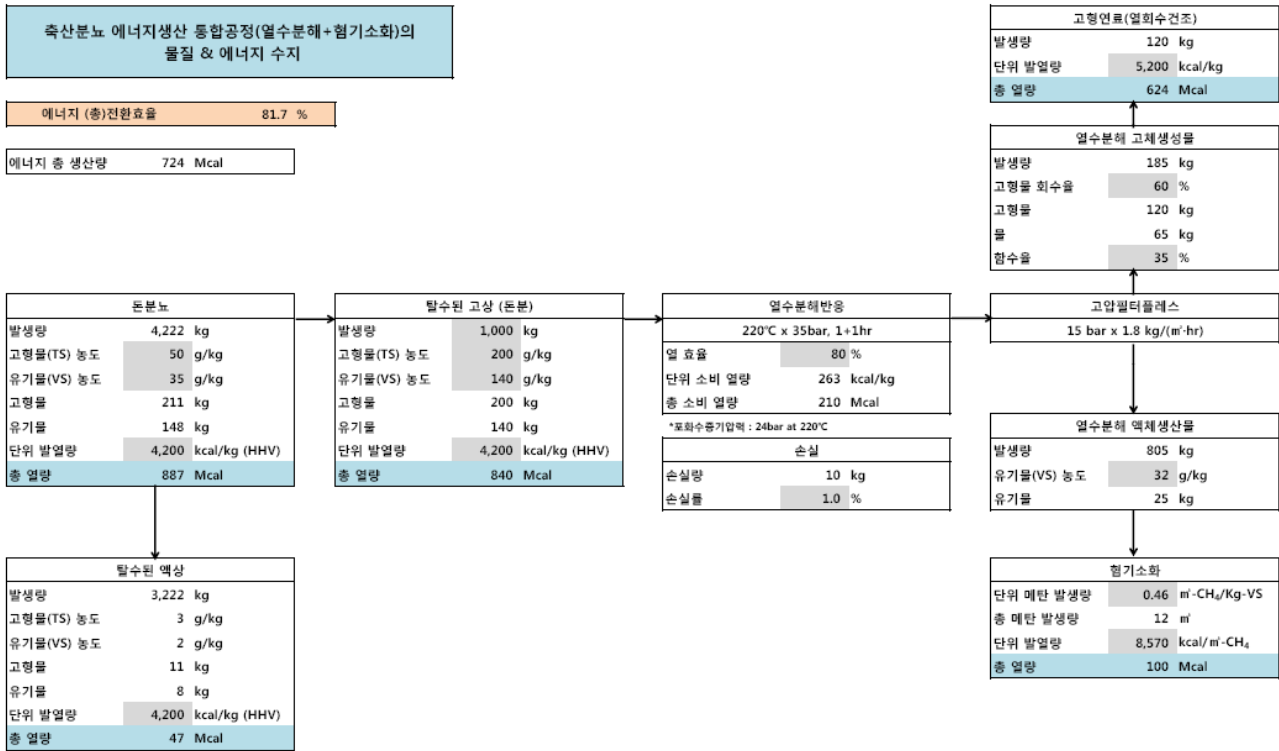 축산분뇨 에너지생산 통합공정(열수분해+혐기소화)의
물질 & 에너지 수지
에너지 (총)전환효율 81.7 %
에너지 총 생산량 724 Mcal
고형연료(열회수건조)
발생량 120 kg
단위 발열량 5,200 kcal/kg
총 열량 624 Mcal
열수분해 고체생성물
발생량 185 kg
고형물 회수율 60 %
고형물 120 kg
물 65 kg
함수율 35 %
돈분뇨
발생량 4,222 kg
고형물(TS) 농도 50 g/kg
유기물(VS) 농도 35 g/kg
고형물 211 kg
유기물 148 kg
단위 발열량 4,200 kcal/kg (HHV)
총 열량 887 Mcal
탈수된 고상 (돈분)
발생량 1,000 kg
고형물(TS) 농도 200 g/kg
유기물(VS) 농도 140 g/kg
고형물 200 kg
유기물 140 kg
단위 발열량 4,200 kcal/kg (HHV)
총 열량 840 Mcal
열수분해반응
220℃ x 35bar, 1+1hr
열 효율 80 %
단위 소비 열량 263 kcal/kg
총 소비 열량 210 Mcal
*포화수증기압력 : 24bar at 220℃
손실
손실량 10 kg
손실률 1.0 %
고압필터플레스
15 bar x 1.8 kg/(㎡·hr)
열수분해 액체생산물
발생량 805 kg
유기물(VS) 농도 32 g/kg
유기물 25 kg
탈수된 액상
발생량 3,222 kg
고형물(TS) 농도 3 g/kg
유기물(VS) 농도 2 g/kg
고형물 11 kg
유기물 8 kg
단위 발열량 4,200 kcal/kg (HHV)
총 열량 47 Mcal
혐기소화
단위 메탄 발생량 0.46 ㎥-CH₄/Kg-VS
총 메탄 발생량 12 ㎥
단위 발열량 8,570 kcal/㎥-CH₄
총 열량 100 Mcal